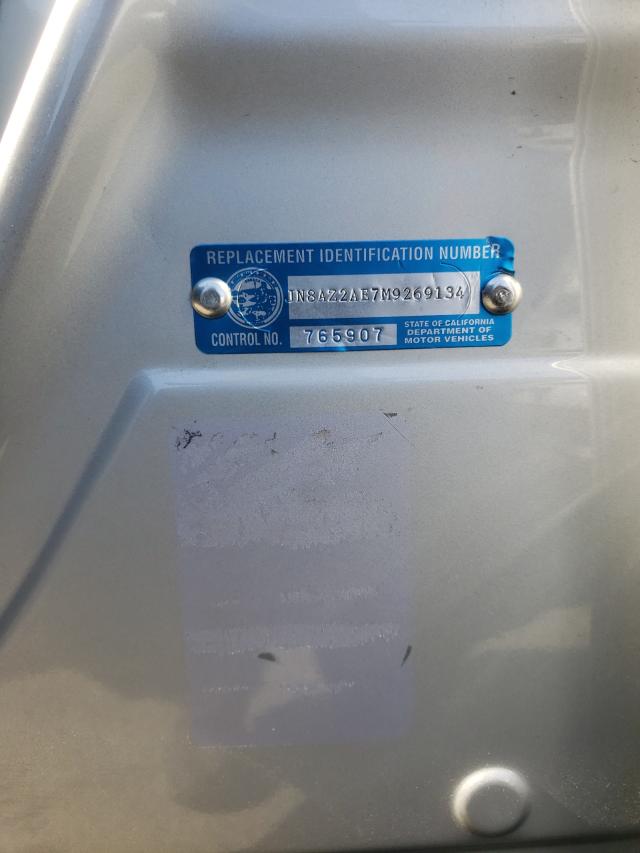 REPLACEMENT IDENTIFICATION NUMBER
JN8AZ2AE7M9269134
CONTROL NO. 765907
STATE OF CALIFORNIA
DEPARTMENT OF
MOTOR VEHICLES